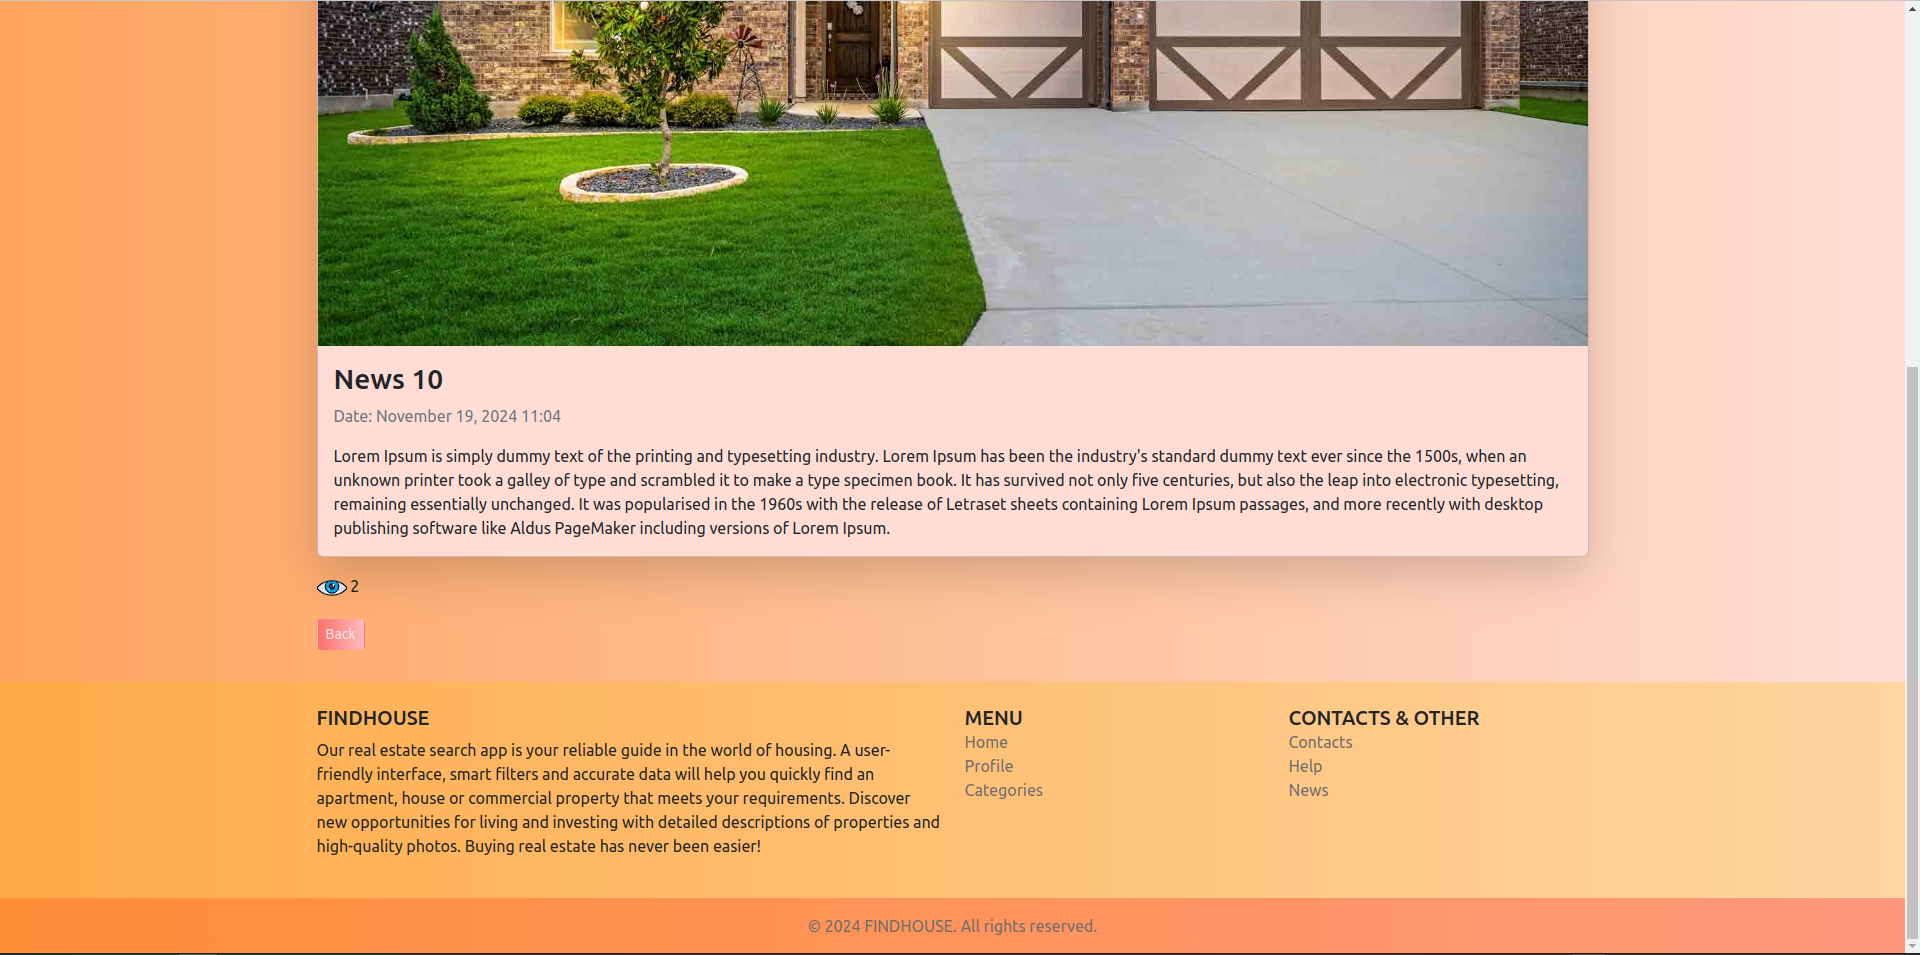 News 10
Date: November 19, 2024 11:04
Lorem Ipsum is simply dummy text of the printing and typesetting industry. Lorem Ipsum has been the industry's standard dummy text ever since the 1500s, when an
unknown printer took a galley of type and scrambled it to make a type specimen book. It has survived not only five centuries, but also the leap into electronic typesetting,
remaining essentially unchanged. It was popularised in the 1960s with the release of Letraset sheets containing Lorem Ipsum passages, and more recently with desktop
publishing software like Aldus PageMaker including versions of Lorem Ipsum.
2
Back
FINDHOUSE
Our real estate search app is your reliable guide in the world of housing. A user-
friendly interface, smart filters and accurate data will help you quickly find an
apartment, house or commercial property that meets your requirements. Discover
new opportunities for living and investing with detailed descriptions of properties and
high-quality photos. Buying real estate has never been easier!
MENU
Home
Profile
Categories
CONTACTS & OTHER
Contacts
Help
News
© 2024 FINDHOUSE. All rights reserved.